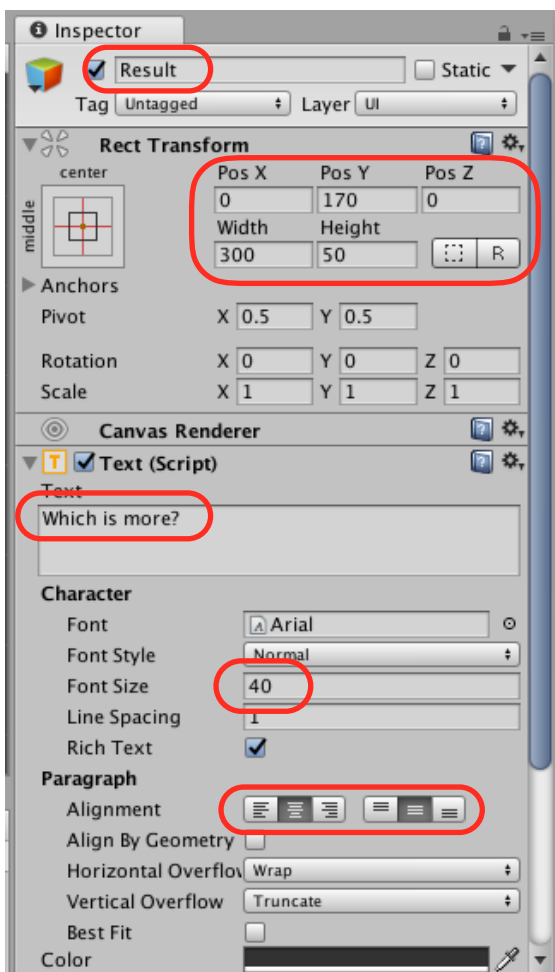 Inspector
Result
Static
Tag Untagged Layer UI
Rect Transform
center Pos X Pos Y Pos Z
middle
0 170 0
Width Height
300 50 R
Anchors
Pivot X 0.5 Y 0.5
Rotation X 0 Y 0 Z 0
Scale X 1 Y 1 Z 1
Canvas Renderer
T Text (Script)
Text
Which is more?
Character
Font Arial
Font Style Normal
Font Size 40
Line Spacing 1
Rich Text
Paragraph
Alignment
Align By Geometry
Horizontal Overflow Wrap
Vertical Overflow Truncate
Best Fit
Color